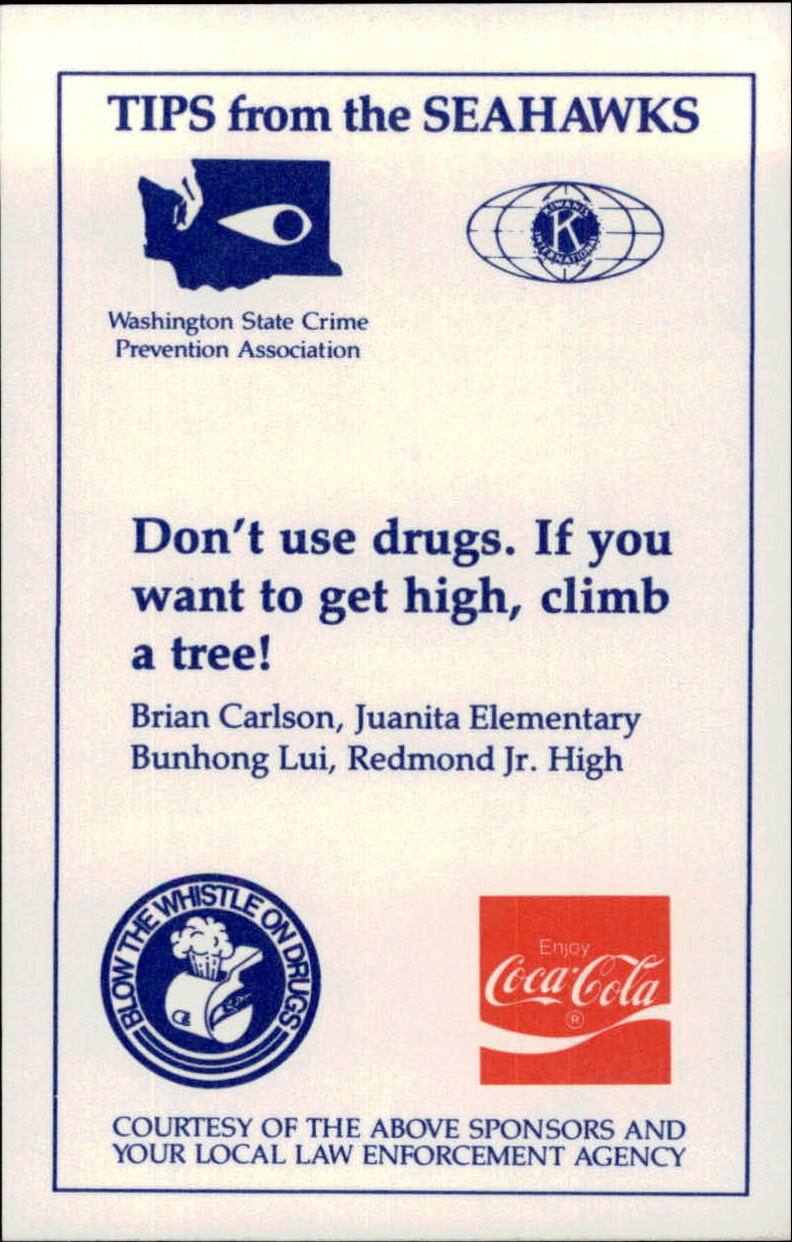 TIPS from the SEAHAWKS
KIWANIS
K
INTERNATIONAL
Washington State Crime
Prevention Association
Don't use drugs. If you
want to get high, climb
a tree!
Brian Carlson, Juanita Elementary
Bunhong Lui, Redmond Jr. High
BLOW THE WHISTLE ON DRUGS
Enjoy
Coca-Cola
®
COURTESY OF THE ABOVE SPONSORS AND
YOUR LOCAL LAW ENFORCEMENT AGENCY